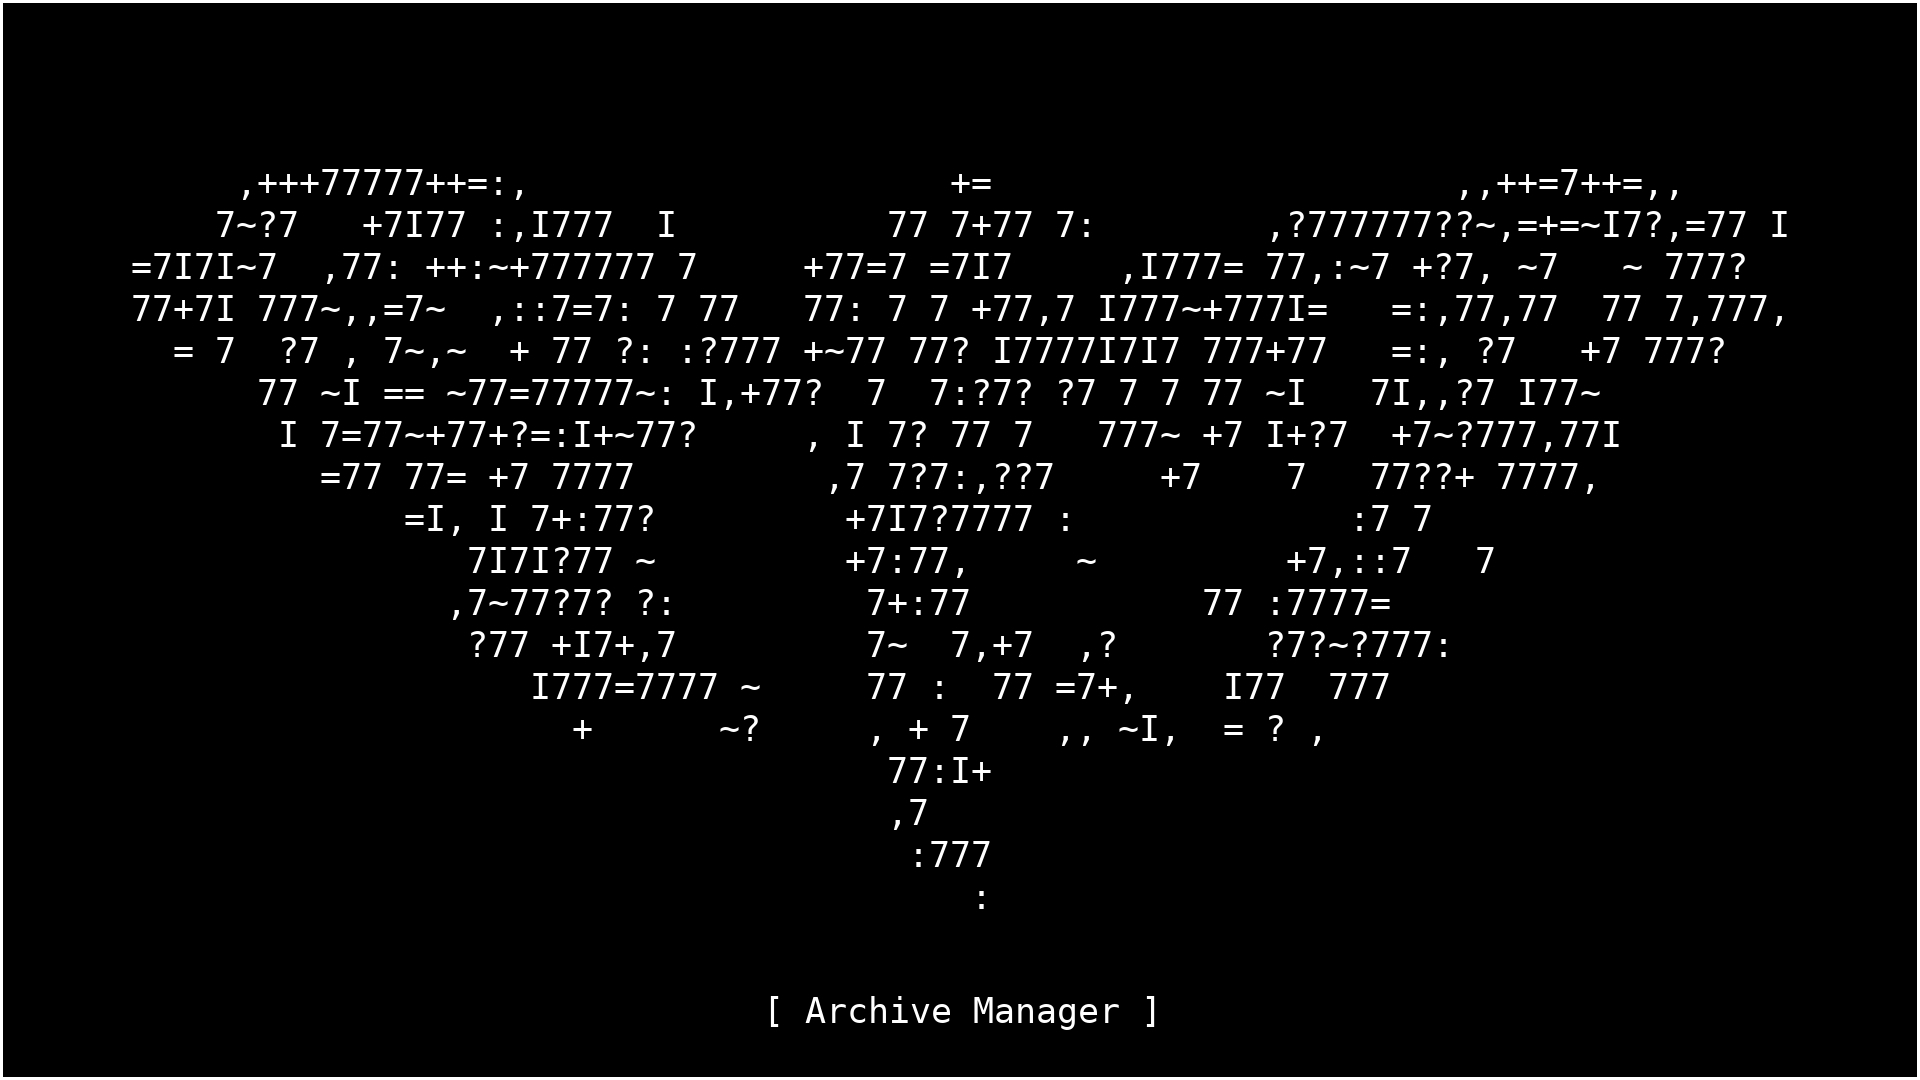 ,+++77777++=:,                    +=                      ,,++=7++=,,
7~?7   +7I77 :,I777  I          77 7+77 7:        ,?777777??~,=+=~I7?,=77 I
=7I7I~7  ,77: ++:~+777777 7     +77=7 =7I7     ,I777= 77,:~7 +?7, ~7   ~ 777?
77+7I 777~,,=7~  ,::7=7: 7 77   77: 7 7 +77,7 I777~+777I=   =:,77,77  77 7,777,
= 7  ?7 , 7~,~  + 77 ?: :?777 +~77 77? I7777I7I7 777+77   =:, ?7   +7 777?
77 ~I == ~77=77777~: I,+77?  7  7:?7? ?7 7 7 77 ~I   7I,,?7 I77~
I 7=77~+77+?=:I+~77?     , I 7? 77 7   777~ +7 I+?7  +7~?777,77I
=77 77= +7 7777         ,7 7?7:,??7     +7    7   77??+ 7777,
=I, I 7+:77?         +7I7?7777 :             :7 7
7I7I?77 ~         +7:77,     ~         +7,::7   7
,7~77?7? ?:         7+:77           77 :7777=
?77 +I7+,7         7~  7,+7  ,?       ?7?~?777:
I777=7777 ~     77 :  77 =7+,    I77  777
+      ~?     , + 7    ,, ~I,  = ? ,
77:I+
,7
:777
:
[ Archive Manager ]